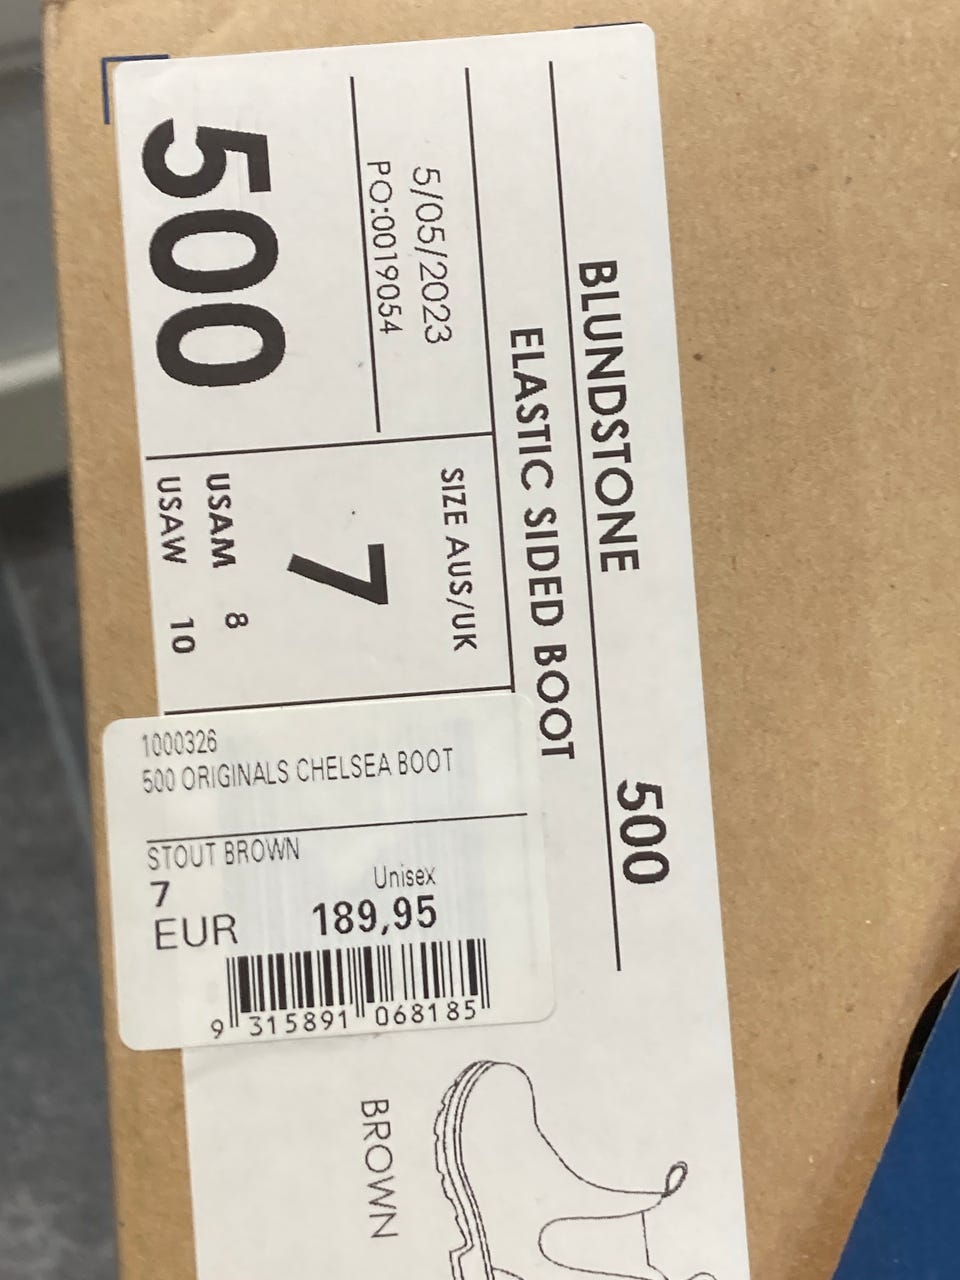 BLUNDSTONE 500
ELASTIC SIDED BOOT
5/05/2023
PO:0019054
500
SIZE AUS/UK
7
USAM 8
USAW 10
1000326
500 ORIGINALS CHELSEA BOOT
STOUT BROWN
7 Unisex
EUR 189,95
9 315891 068185
BROWN